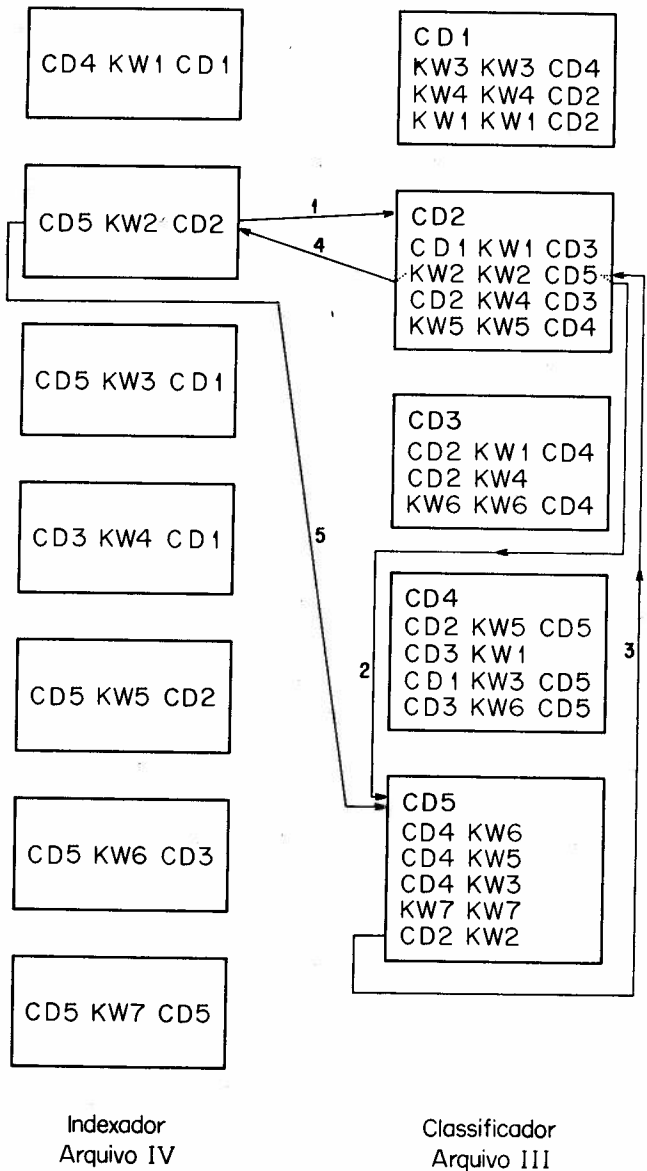 CD4 KW1 CD1
CD5 KW2 CD2
CD5 KW3 CD1
CD3 KW4 CD1
CD5 KW5 CD2
CD5 KW6 CD3
CD5 KW7 CD5
Indexador
Arquivo IV
1
4
5
2
3
CD1
KW3 KW3 CD4
KW4 KW4 CD2
KW1 KW1 CD2
CD2
CD1 KW1 CD3
KW2 KW2 CD5
CD2 KW4 CD3
KW5 KW5 CD4
CD3
CD2 KW1 CD4
CD2 KW4
KW6 KW6 CD4
CD4
CD2 KW5 CD5
CD3 KW1
CD1 KW3 CD5
CD3 KW6 CD5
CD5
CD4 KW6
CD4 KW5
CD4 KW3
KW7 KW7
CD2 KW2
Classificador
Arquivo III